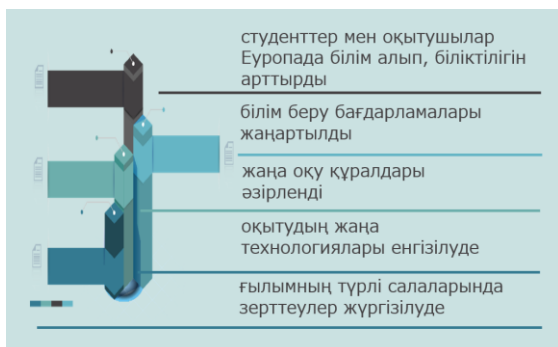 студенттер мен оқытушылар
Еуропада білім алып, біліктілігін
арттырды
білім беру бағдарламалары
жаңартылды
жаңа оқу құралдары
әзірленді
оқытудың жаңа
технологиялары енгізілуде
ғылымның түрлі салаларында
зерттеулер жүргізілуде